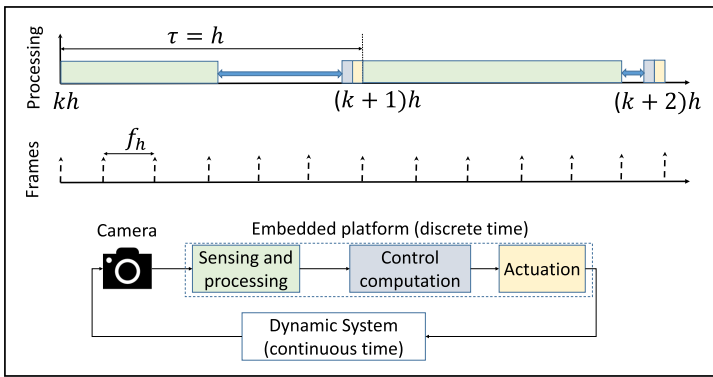 τ = h
Processing
kh
(k + 1)h
(k + 2)h
f_h
Frames
Camera
Embedded platform (discrete time)
Sensing and
processing
Control
computation
Actuation
Dynamic System
(continuous time)